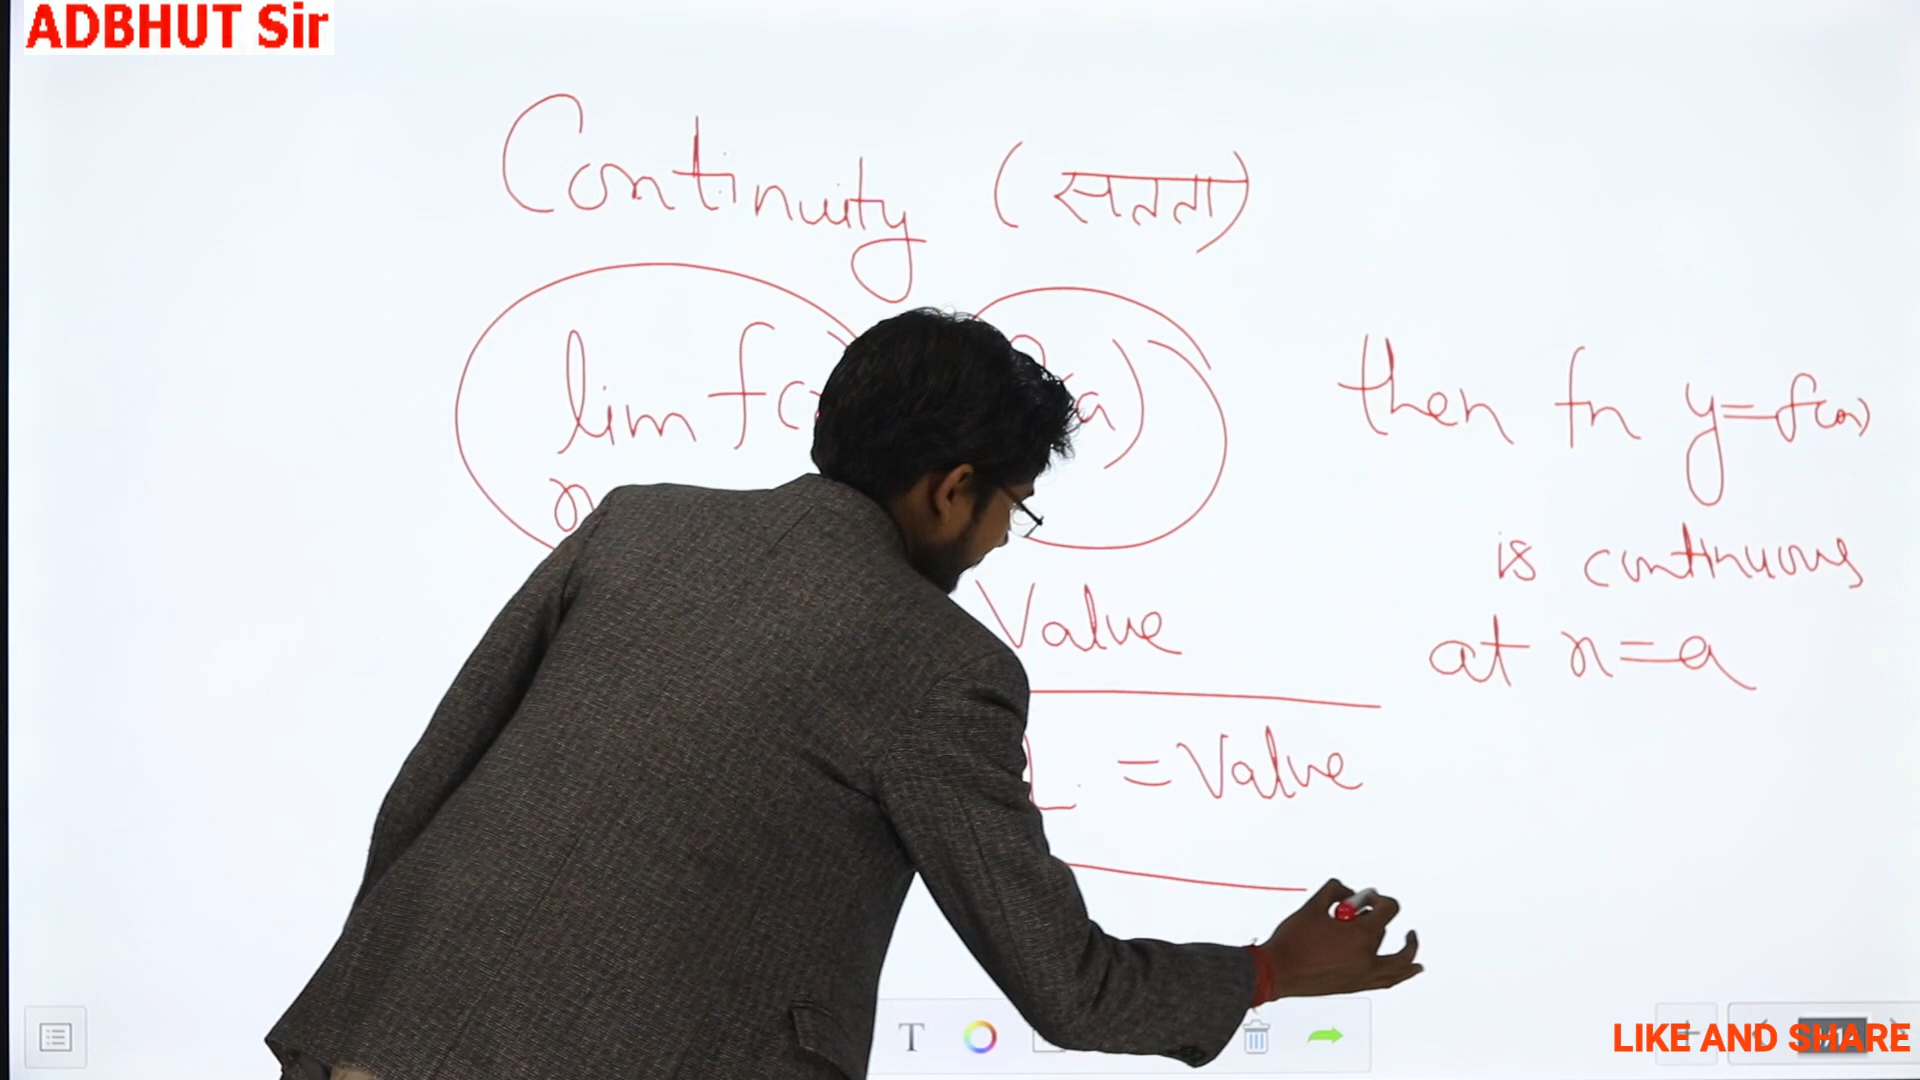 ADBHUT Sir
Continuity (सतता)
lim f(
a)
then fn y=f(x)
is continuous
at x=a
Value
L = Value
T
LIKE AND SHARE